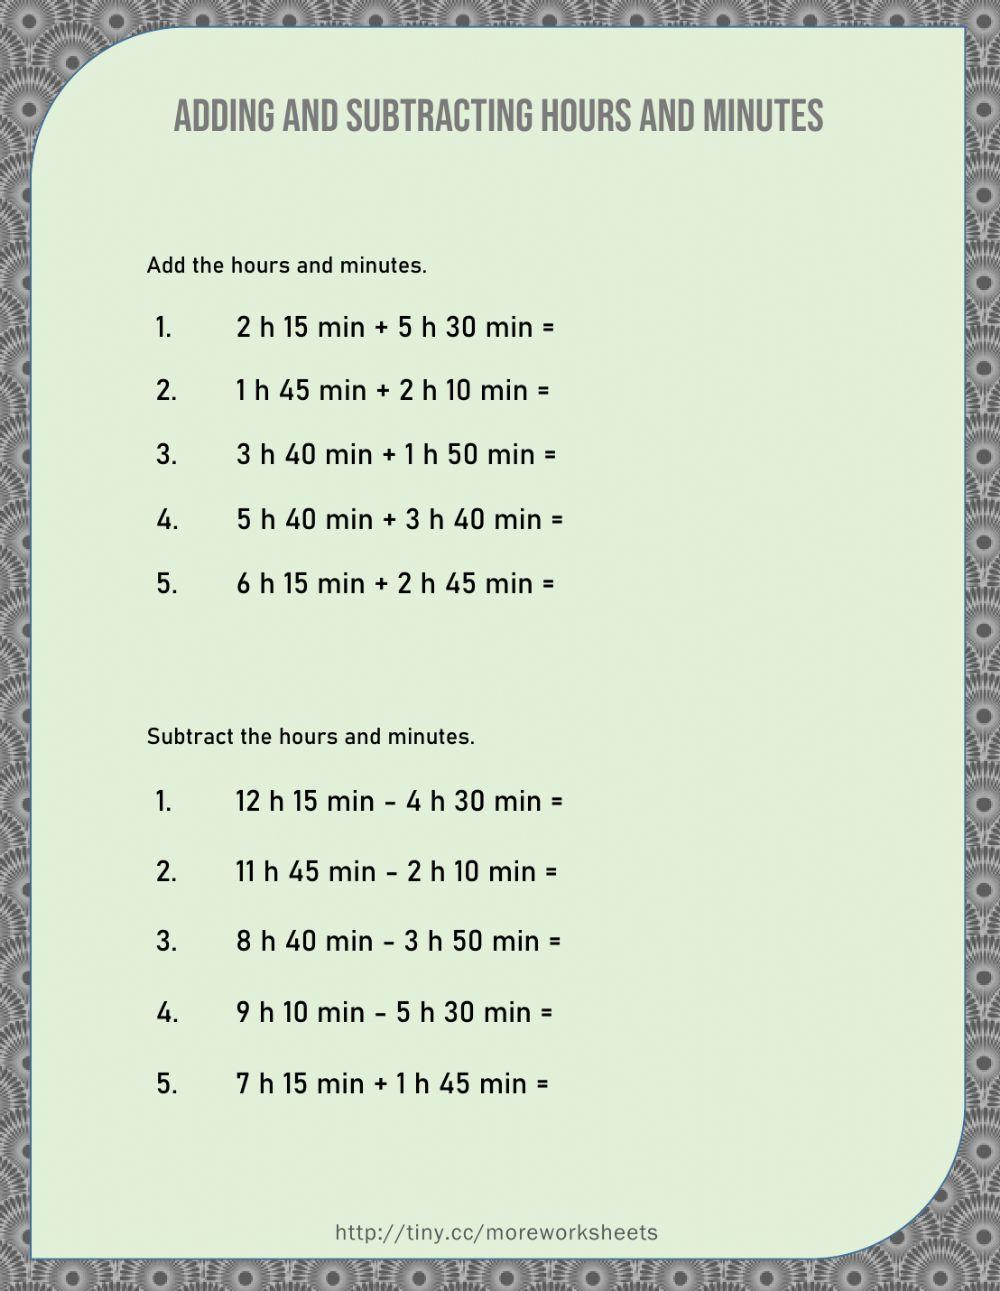 ADDING AND SUBTRACTING HOURS AND MINUTES
Add the hours and minutes.
1. 2 h 15 min + 5 h 30 min =
2. 1 h 45 min + 2 h 10 min =
3. 3 h 40 min + 1 h 50 min =
4. 5 h 40 min + 3 h 40 min =
5. 6 h 15 min + 2 h 45 min =
Subtract the hours and minutes.
1. 12 h 15 min - 4 h 30 min =
2. 11 h 45 min - 2 h 10 min =
3. 8 h 40 min - 3 h 50 min =
4. 9 h 10 min - 5 h 30 min =
5. 7 h 15 min + 1 h 45 min =
http://tiny.cc/moreworksheets